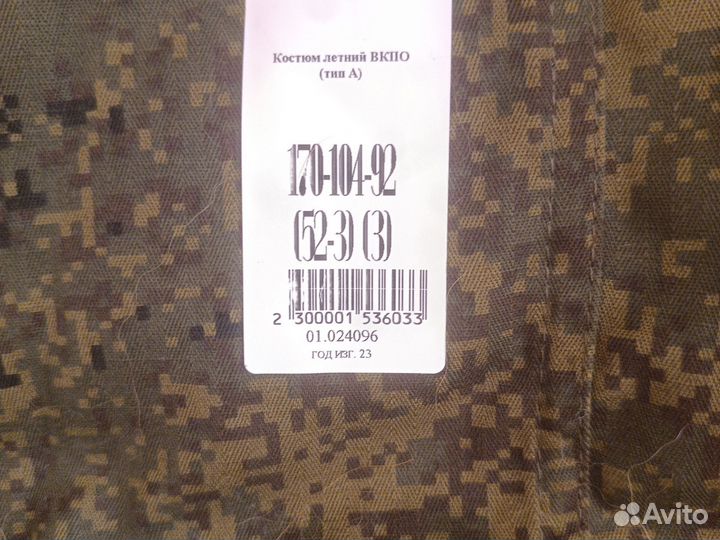 Костюм летний ВКПО
(тип А)
170-104-92
(52-3) (3)
2 300001 536033
01.024096
ГОД ИЗГ. 23
Avito